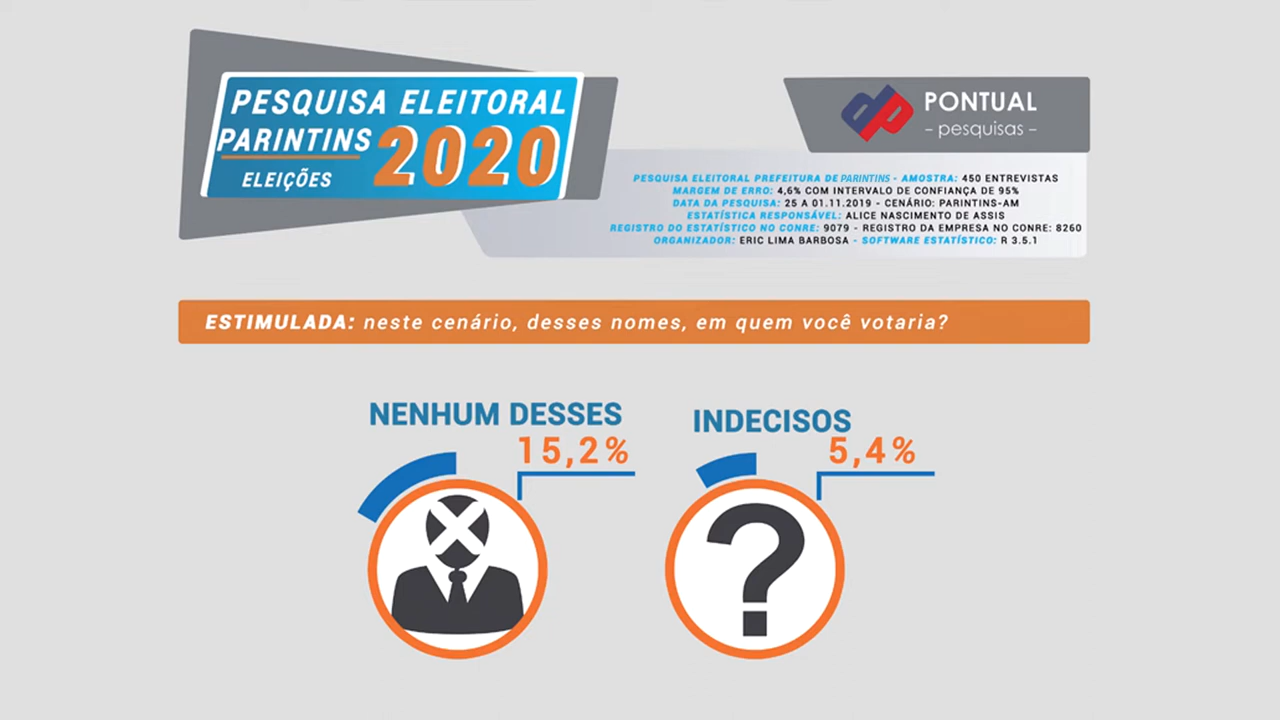 PESQUISA ELEITORAL
PARINTINS 2020
ELEIÇÕES
PONTUAL
- pesquisas -
PESQUISA ELEITORAL PREFEITURA DE PARINTINS - AMOSTRA: 450 ENTREVISTAS
MARGEM DE ERRO: 4,6% COM INTERVALO DE CONFIANÇA DE 95%
DATA DA PESQUISA: 25 A 01.11.2019 - CENÁRIO: PARINTINS-AM
ESTATÍSTICA RESPONSÁVEL: ALICE NASCIMENTO DE ASSIS
REGISTRO DO ESTATÍSTICO NO CONRE: 9079 - REGISTRO DA EMPRESA NO CONRE: 8260
ORGANIZADOR: ERIC LIMA BARBOSA - SOFTWARE ESTATÍSTICO: R 3.5.1
ESTIMULADA: neste cenário, desses nomes, em quem você votaria?
NENHUM DESSES
15,2%
INDECISOS
5,4%